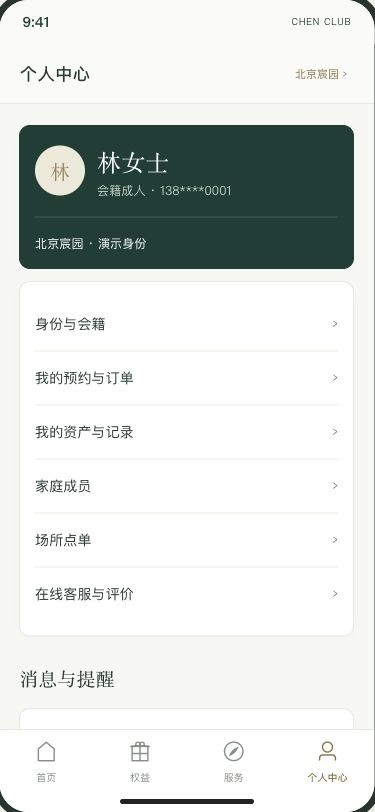 9:41
CHEN CLUB
个人中心
北京宸园 ›
林
林女士
会籍成人 · 138****0001
北京宸园 · 演示身份
身份与会籍 ›
我的预约与订单 ›
我的资产与记录 ›
家庭成员 ›
场所点单 ›
在线客服与评价 ›
消息与提醒
首页
权益
服务
个人中心